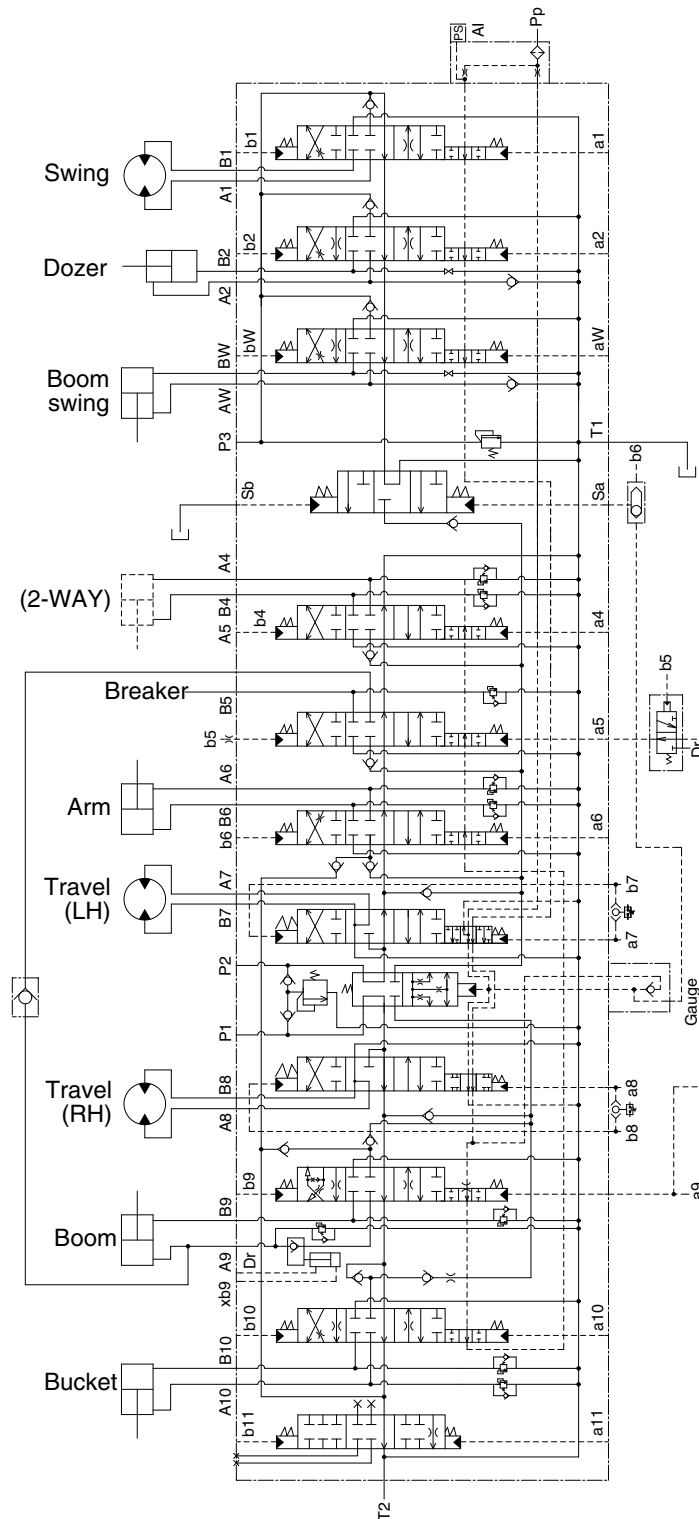 Pp
PS
AI
Swing
B1
b1
a1
A1
Dozer
B2
b2
a2
A2
Boom
swing
BW
bW
aW
AW
P3
T1
Sb
Sa
b6
(2-WAY)
A4
B4
b4
a4
A5
Breaker
B5
b5
b5
a5
Dr
Arm
A6
B6
b6
a6
Travel
(LH)
A7
B7
b7
a7
P2
P1
Gauge
Travel
(RH)
B8
A8
a8
b8
Boom
b9
B9
a9
A9
Dr
xb9
Bucket
b10
B10
a10
A10
b11
a11
T2